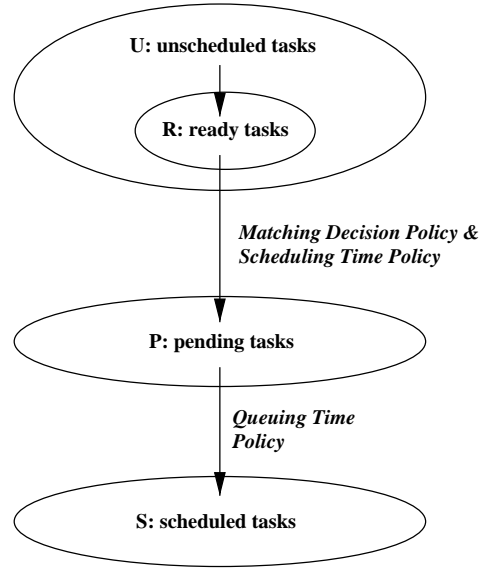 U: unscheduled tasks
R: ready tasks
Matching Decision Policy &
Scheduling Time Policy
P: pending tasks
Queuing Time
Policy
S: scheduled tasks